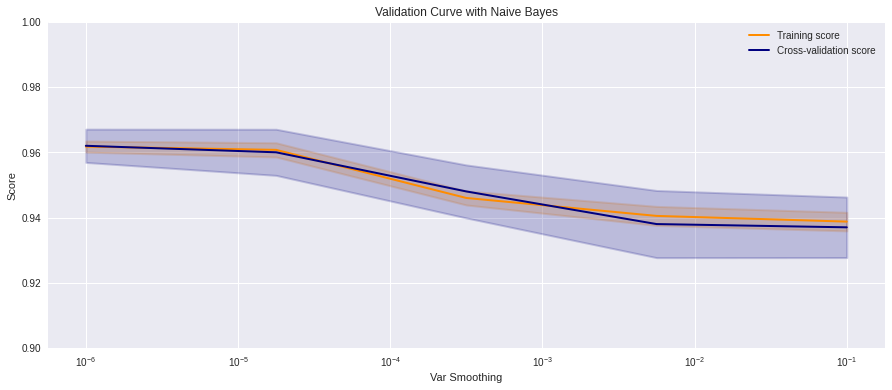 Validation Curve with Naive Bayes
1.00
0.98
0.96
0.94
0.92
0.90
Score
Training score
Cross-validation score
10⁻⁶
10⁻⁵
10⁻⁴
10⁻³
10⁻²
10⁻¹
Var Smoothing